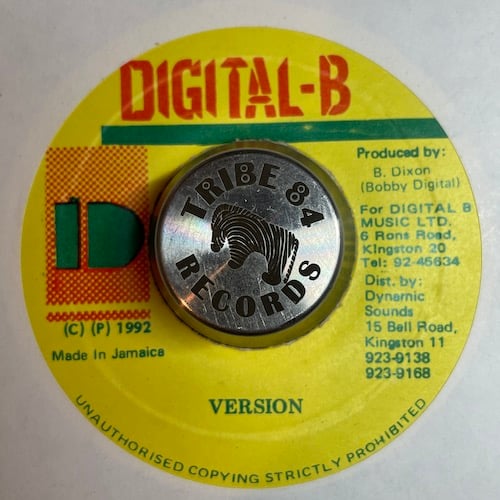 DIGITAL-B
Produced by:
B. Dixon
(Bobby Digital)
For DIGITAL B
MUSIC LTD.
6 Rons Road,
Kingston 20
Tel: 92-45634
Dist. by:
Dynamic
Sounds
15 Bell Road,
Kingston 11
923-9138
923-9168
TRIBE 84
RECORDS
D
(C) (P) 1992
Made In Jamaica
VERSION
UNAUTHORISED COPYING STRICTLY PROHIBITED